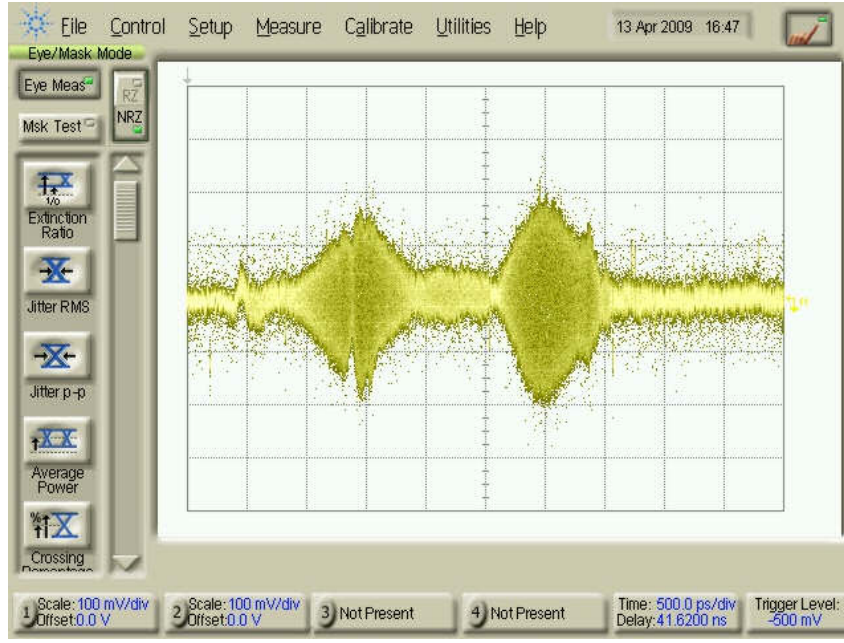 File Control Setup Measure Calibrate Utilities Help 13 Apr 2009 16:47
Eye/Mask Mode
Eye Meas
RZ
NRZ
Msk Test
1/0
Extinction
Ratio
Jitter RMS
Jitter p-p
Average
Power
%
Crossing
1 Scale: 100 mV/div
Offset:0.0 V
2 Scale: 100 mV/div
Offset:0.0 V
3 Not Present
4 Not Present
Time: 500.0 ps/div
Delay:41.6200 ns
Trigger Level:
-500 mV